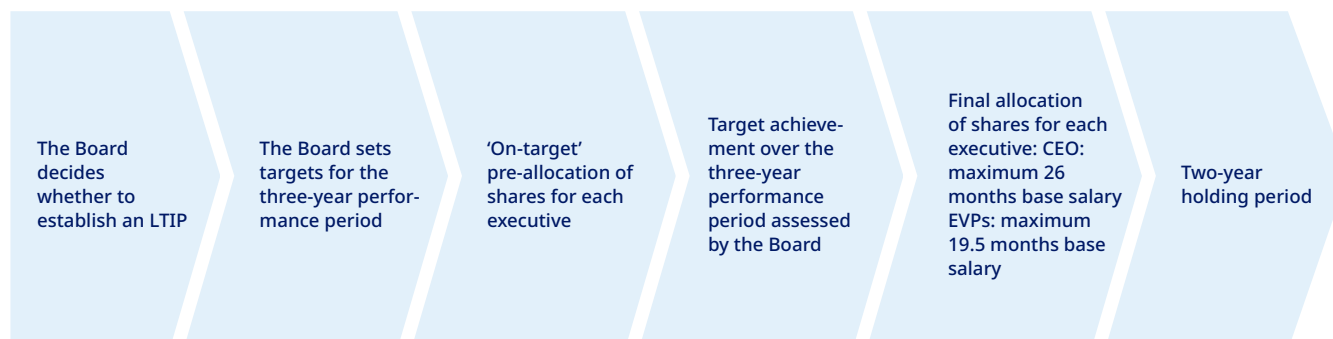 The Board
decides
whether to
establish an LTIP
The Board sets
targets for the
three-year perfor-
mance period
‘On-target’
pre-allocation of
shares for each
executive
Target achieve-
ment over the
three-year
performance
period assessed
by the Board
Final allocation
of shares for each
executive: CEO:
maximum 26
months base salary
EVPs: maximum
19.5 months base
salary
Two-year
holding period